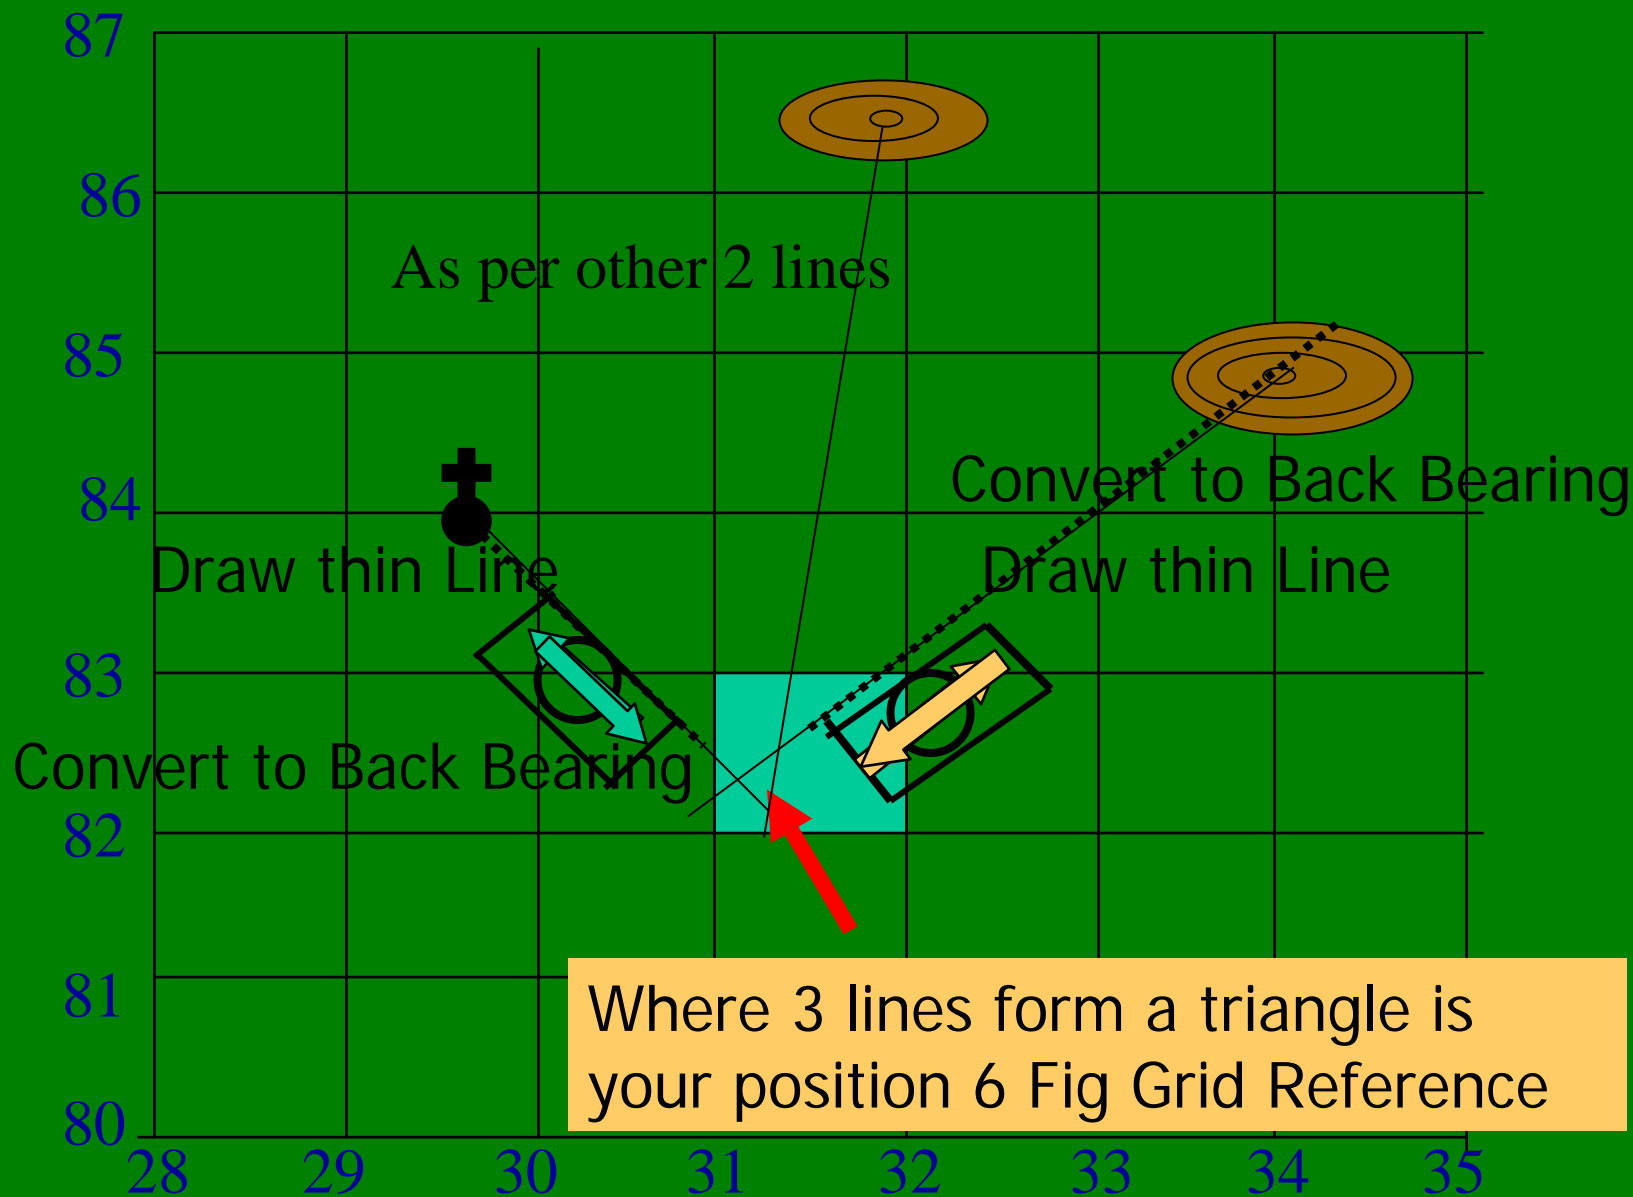 87
86
As per other 2 lines
85
Convert to Back Bearing
84
Draw thin Line
Draw thin Line
83
Convert to Back Bearing
82
81
Where 3 lines form a triangle is
your position 6 Fig Grid Reference
80
28 29 30 31 32 33 34 35